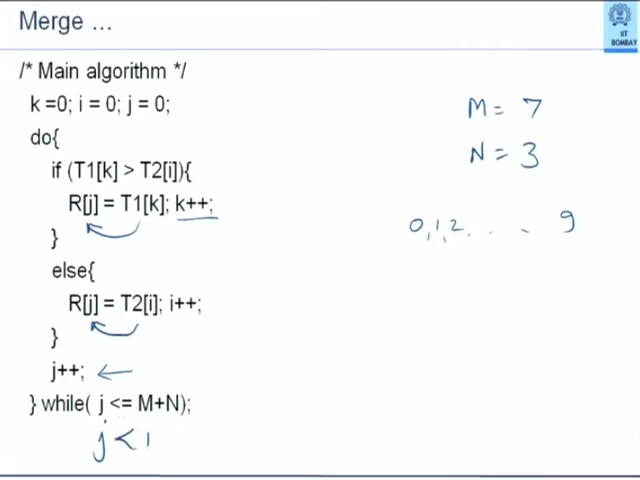 Merge ...
IIT
BOMBAY
/* Main algorithm */
k =0; i = 0; j = 0;
do{
if (T1[k] > T2[i]){
R[j] = T1[k]; k++;
}
else{
R[j] = T2[i]; i++;
}
j++;
} while( j <= M+N);
j <
M = 7
N = 3
0, 1, 2. . . . 9